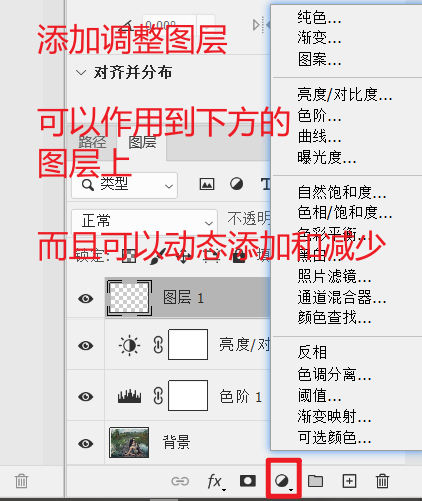 添加调整图层
0.00°
对齐并分布
可以作用到下方的
图层上
路径
图层
类型
正常
不透明
而且可以动态添加和减少
锁定:
填
图层 1
亮度/对
色阶 1
背景
fx
纯色...
渐变...
图案...
亮度/对比度...
色阶...
曲线...
曝光度...
自然饱和度...
色相/饱和度...
色彩平衡...
黑白...
照片滤镜...
通道混合器...
颜色查找...
反相
色调分离...
阈值...
渐变映射...
可选颜色...